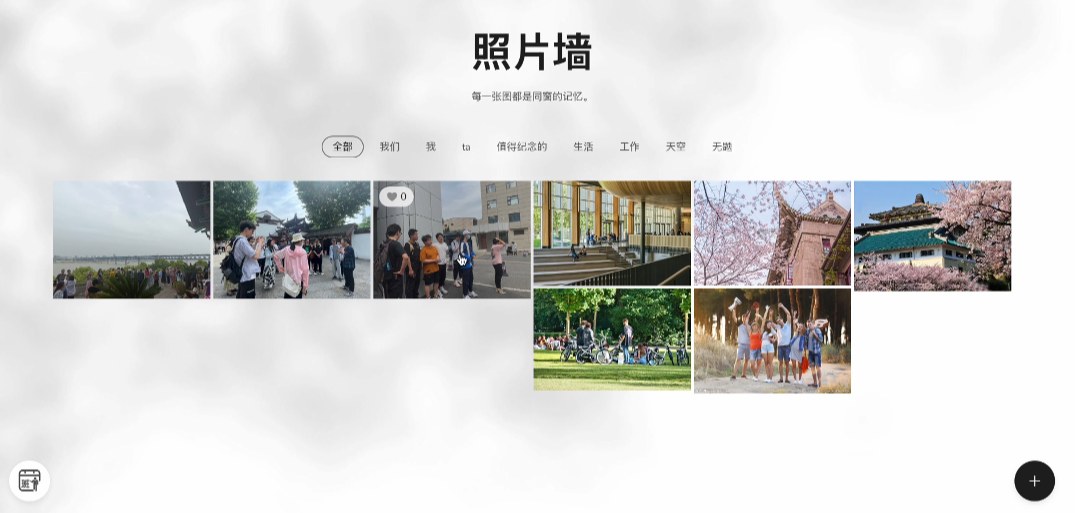 照片墙
每一张图都是同窗的记忆。
全部 我们 我 ta 值得纪念的 生活 工作 天空 无题
0